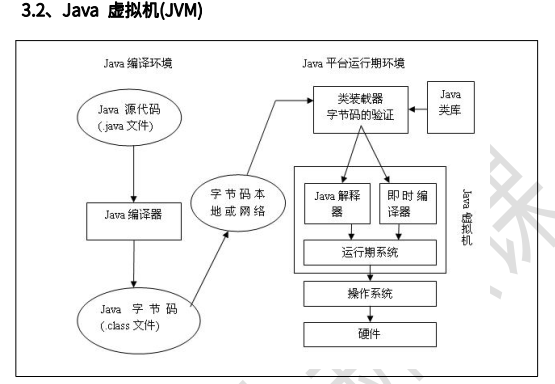 3.2、Java 虚拟机(JVM)
Java 编译环境
Java 源代码
(.java 文件)
Java 编译器
Java 字 节 码
(.class 文件)
字 节 码 本
地 或 网 络
Java 平台运行期环境
类装载器
字节码的验证
Java
类库
Java 解释
器
即 时 编
译器
运行期系统
Java 虚拟机
操作系统
硬件
课